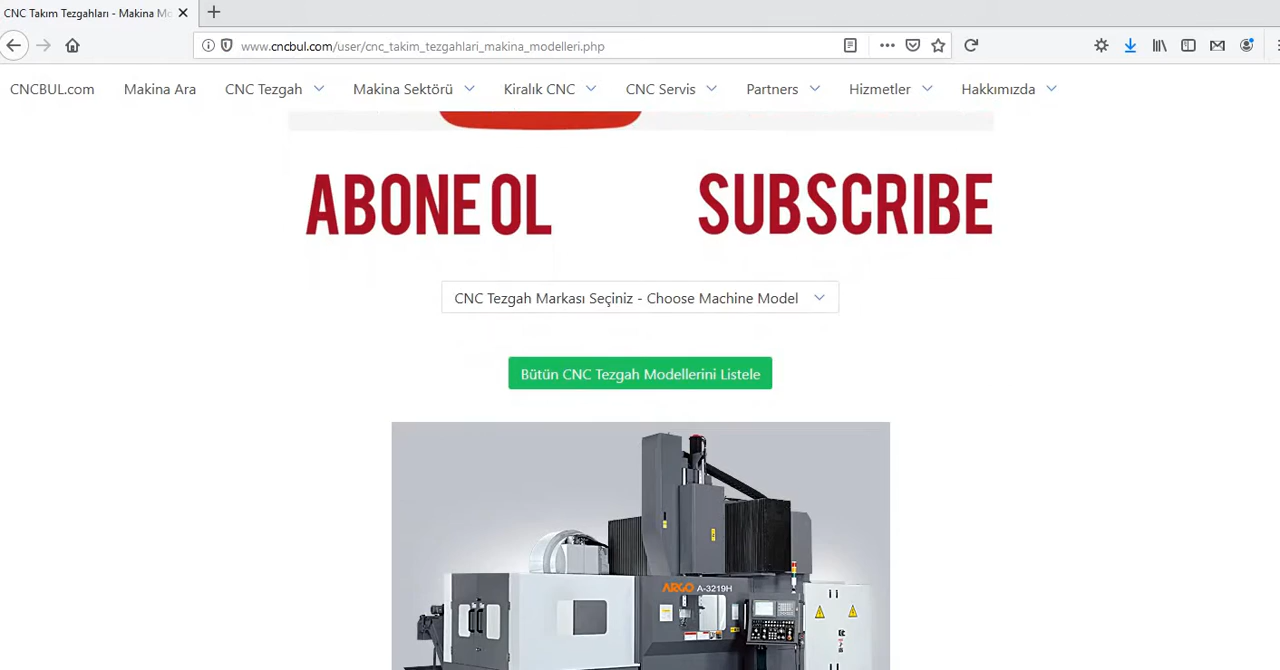 CNC Takım Tezgahları - Makina Mo
www.cncbul.com/user/cnc_takim_tezgahlari_makina_modelleri.php
CNCBUL.com Makina Ara CNC Tezgah Makina Sektörü Kiralık CNC CNC Servis Partners Hizmetler Hakkımızda
ABONE OL SUBSCRIBE
CNC Tezgah Markası Seçiniz - Choose Machine Model
Bütün CNC Tezgah Modellerini Listele
ARGO A-3219H